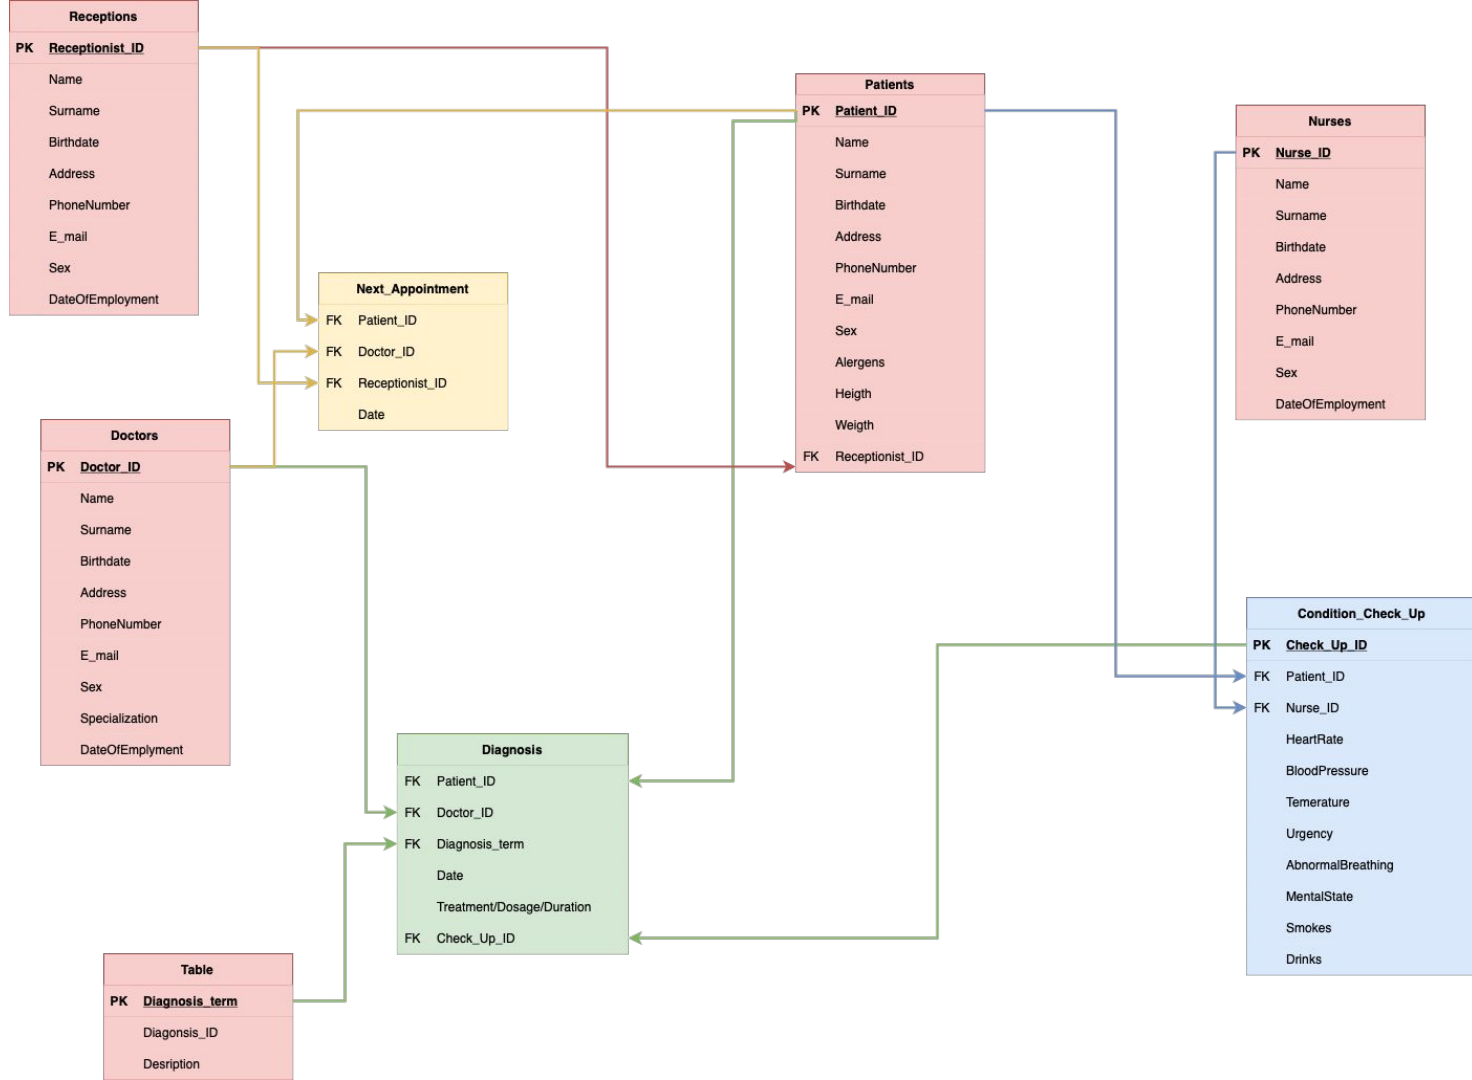 Receptions
PK Receptionist_ID
Name
Surname
Birthdate
Address
PhoneNumber
E_mail
Sex
DateOfEmployment
Patients
PK Patient_ID
Name
Surname
Birthdate
Address
PhoneNumber
E_mail
Sex
Alergens
Heigth
Weigth
FK Receptionist_ID
Nurses
PK Nurse_ID
Name
Surname
Birthdate
Address
PhoneNumber
E_mail
Sex
DateOfEmployment
Next_Appointment
FK Patient_ID
FK Doctor_ID
FK Receptionist_ID
Date
Doctors
PK Doctor_ID
Name
Surname
Birthdate
Address
PhoneNumber
E_mail
Sex
Specialization
DateOfEmplyment
Condition_Check_Up
PK Check_Up_ID
FK Patient_ID
FK Nurse_ID
HeartRate
BloodPressure
Temerature
Urgency
AbnormalBreathing
MentalState
Smokes
Drinks
Diagnosis
FK Patient_ID
FK Doctor_ID
FK Diagnosis_term
Date
Treatment/Dosage/Duration
FK Check_Up_ID
Table
PK Diagnosis_term
Diagonsis_ID
Desription